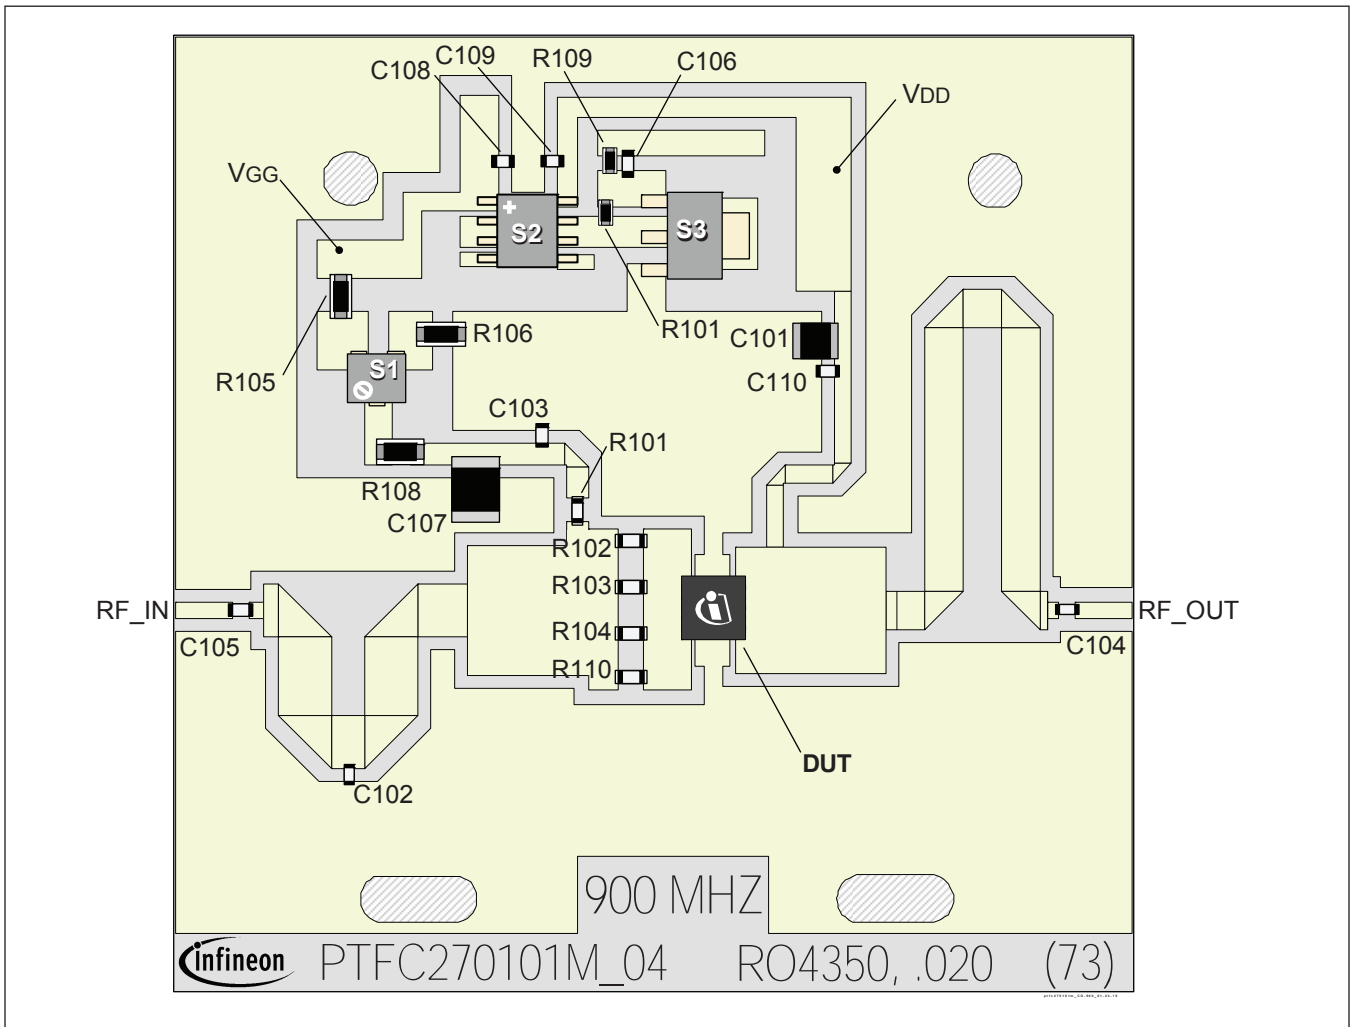 C109
R109
C106
C108
VDD
VGG
S2
S3
R101
C101
R106
S1
R105
C110
C103
R101
R108
C107
R102
R103
RF_IN
RF_OUT
R104
C105
C104
R110
DUT
C102
900 MHZ
infineon PTFC270101M_04 RO4350, .020 (73)